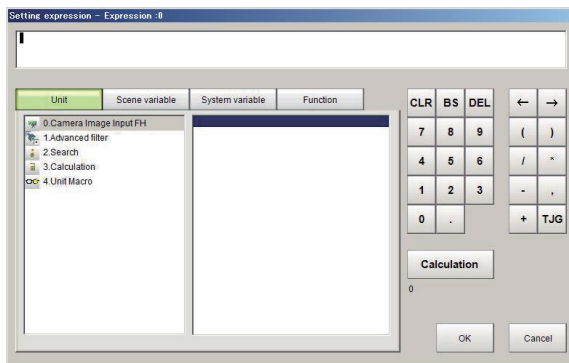 Setting expression - Expression :0
Unit Scene variable System variable Function
0.Camera Image Input FH
1.Advanced filter
2.Search
3.Calculation
4.Unit Macro
CLR BS DEL ← →
7 8 9 ( )
4 5 6 / *
1 2 3 - ,
0 . + TJG
Calculation
0
OK Cancel